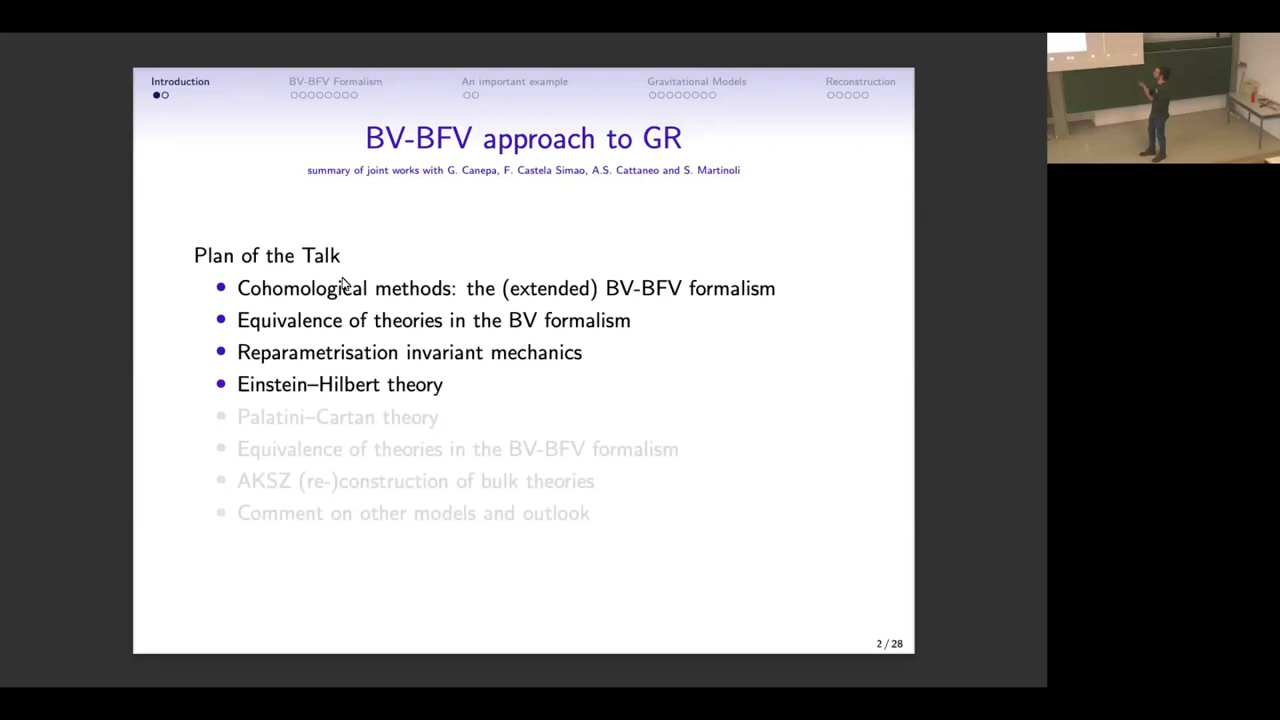 Introduction
BV-BFV Formalism
An important example
Gravitational Models
Reconstruction
BV-BFV approach to GR
summary of joint works with G. Canepa, F. Castela Simao, A.S. Cattaneo and S. Martinoli
Plan of the Talk
Cohomological methods: the (extended) BV-BFV formalism
Equivalence of theories in the BV formalism
Reparametrisation invariant mechanics
Einstein–Hilbert theory
Palatini–Cartan theory
Equivalence of theories in the BV-BFV formalism
AKSZ (re-)construction of bulk theories
Comment on other models and outlook
2 / 28